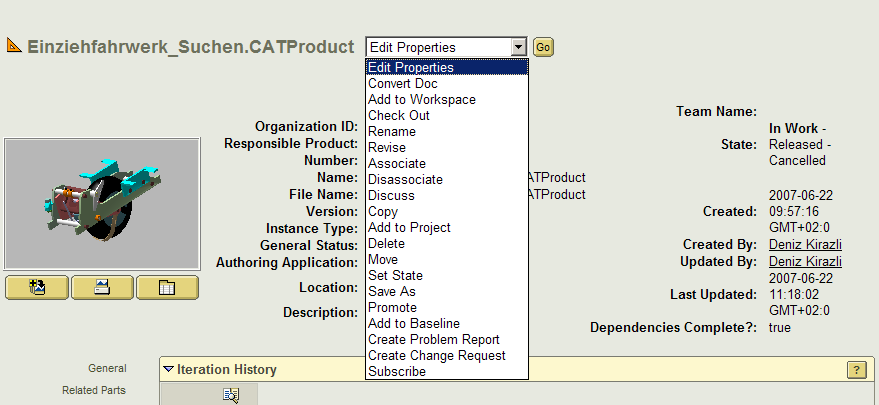 Einziehfahrwerk_Suchen.CATProduct
Edit Properties
Go
Edit Properties
Convert Doc
Add to Workspace
Check Out
Rename
Revise
Associate
Disassociate
Discuss
Copy
Add to Project
Delete
Move
Set State
Save As
Promote
Add to Baseline
Create Problem Report
Create Change Request
Subscribe
Organization ID:
Responsible Product:
Number:
Name:
ATProduct
File Name:
ATProduct
Version:
Instance Type:
General Status:
Authoring Application:
Location:
Description:
Team Name:
State:
In Work -
Released -
Cancelled
Created:
2007-06-22
09:57:16
GMT+02:0
Created By: Deniz Kirazli
Updated By: Deniz Kirazli
Last Updated:
2007-06-22
11:18:02
GMT+02:0
Dependencies Complete?: true
General
Related Parts
Iteration History
?